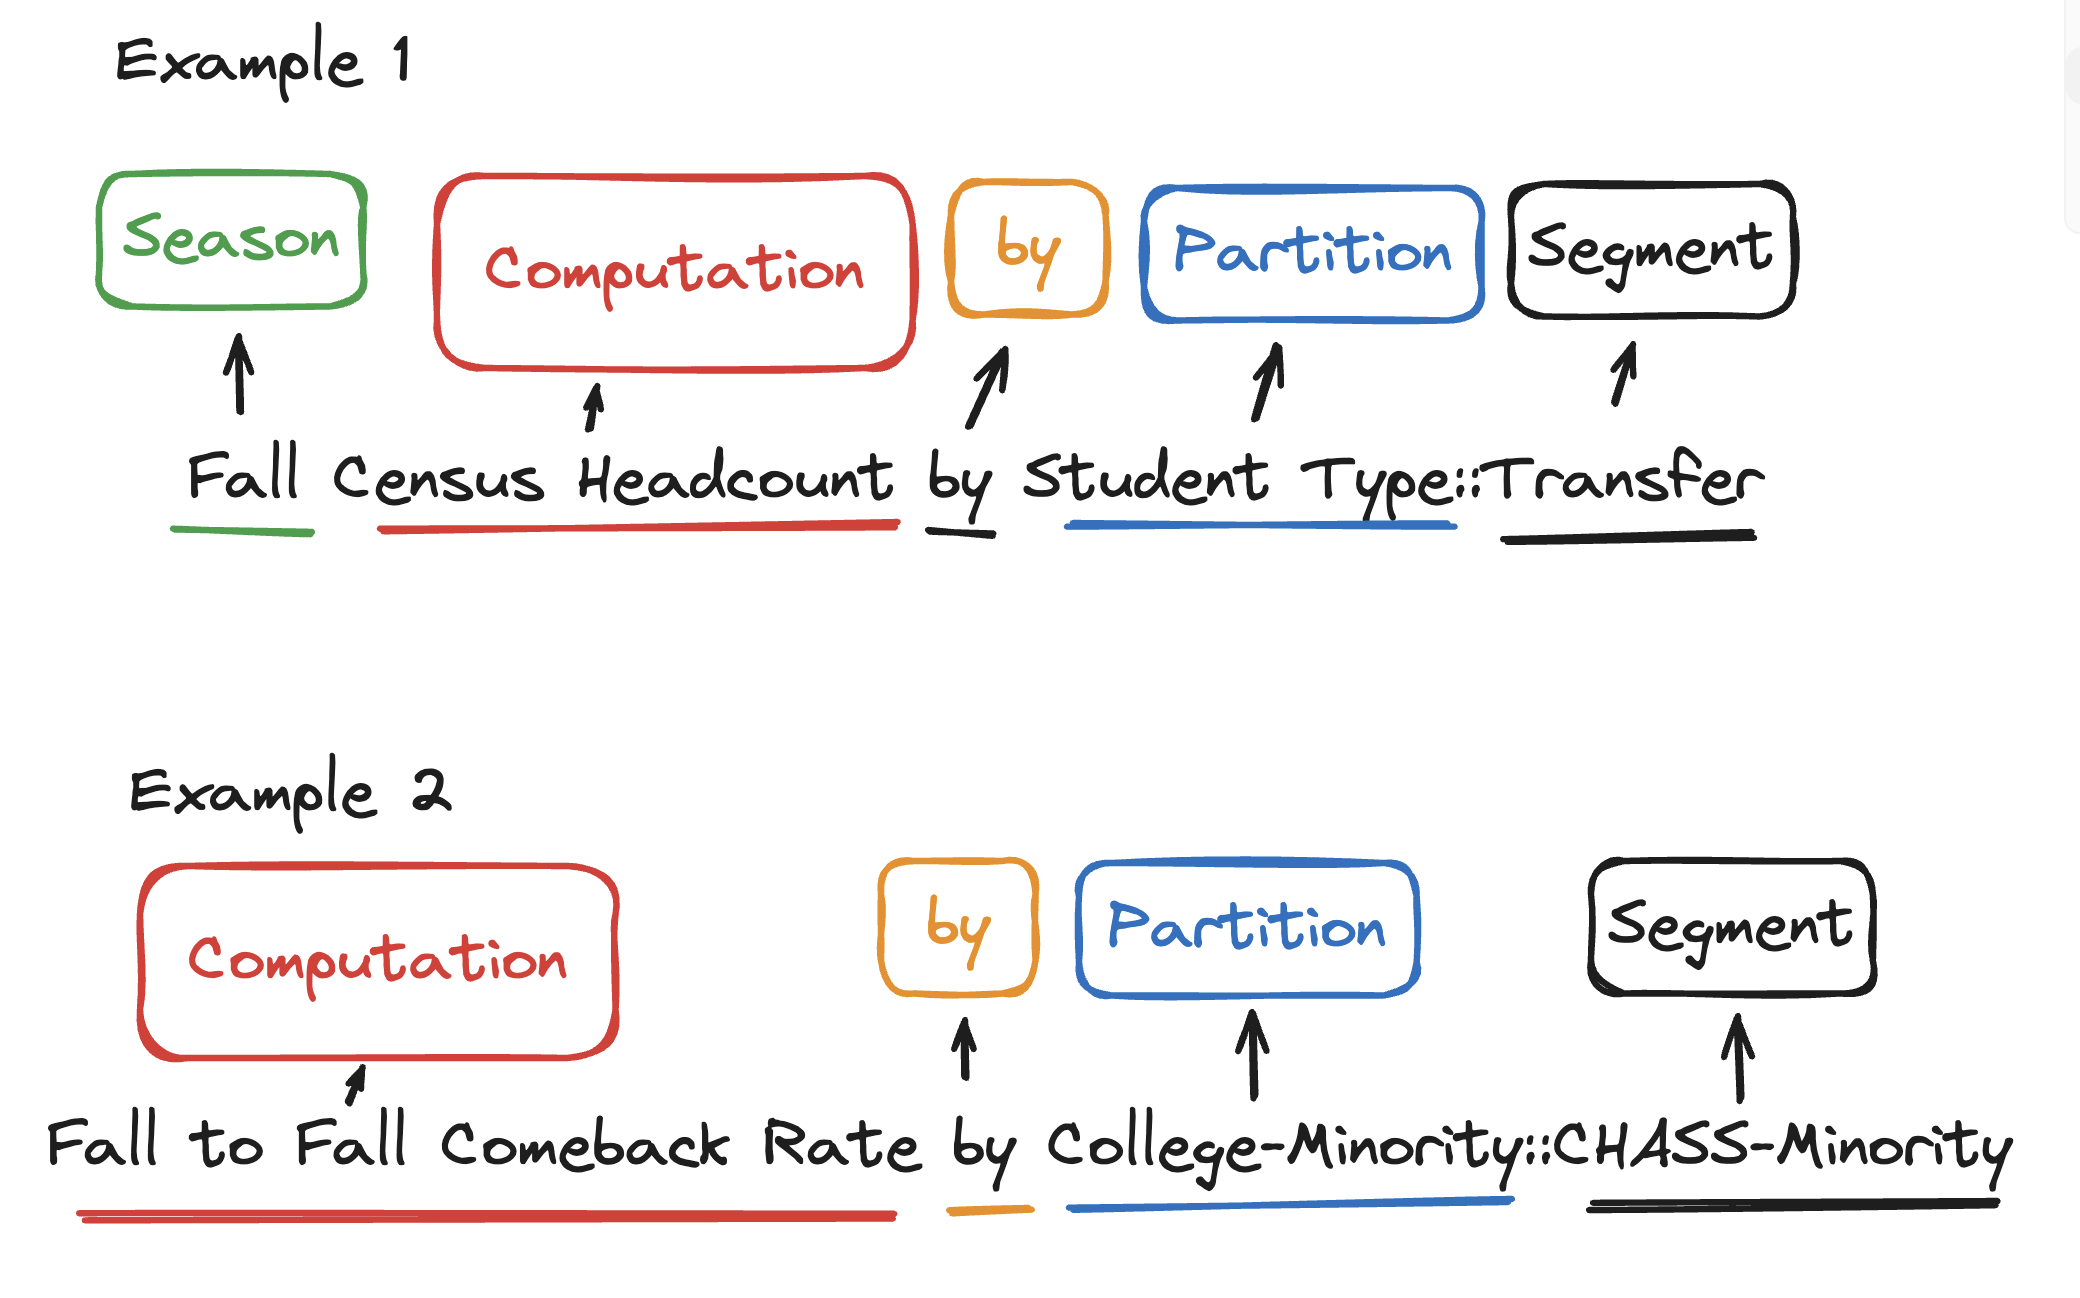 Example 1
Season Computation by Partition Segment
Fall Census Headcount by Student Type::Transfer
Example 2
Computation by Partition Segment
Fall to Fall Comeback Rate by College-Minority::CHASS-Minority